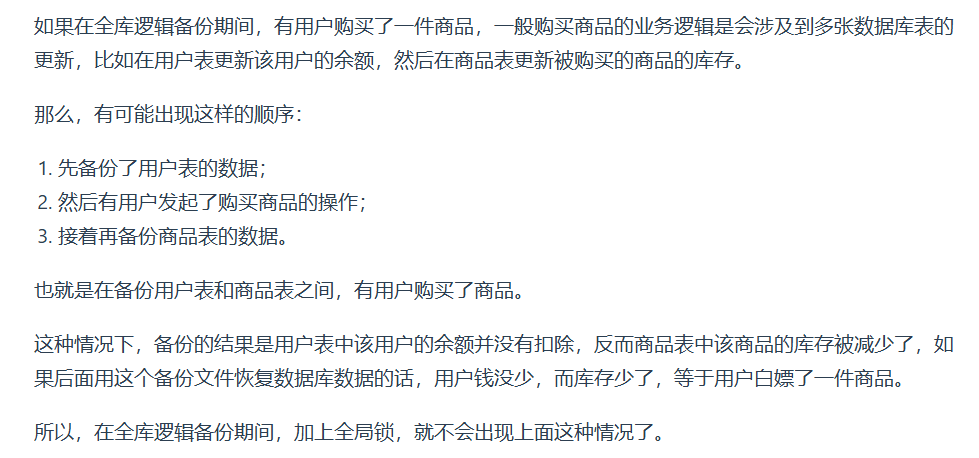 如果在全库逻辑备份期间，有用户购买了一件商品，一般购买商品的业务逻辑是会涉及到多张数据库表的
更新，比如在用户表更新该用户的余额，然后在商品表更新被购买的商品的库存。
那么，有可能出现这样的顺序：
1. 先备份了用户表的数据；
2. 然后有用户发起了购买商品的操作；
3. 接着再备份商品表的数据。
也就是在备份用户表和商品表之间，有用户购买了商品。
这种情况下，备份的结果是用户表中该用户的余额并没有扣除，反而商品表中该商品的库存被减少了，如
果后面用这个备份文件恢复数据库数据的话，用户钱没少，而库存少了，等于用户白嫖了一件商品。
所以，在全库逻辑备份期间，加上全局锁，就不会出现上面这种情况了。